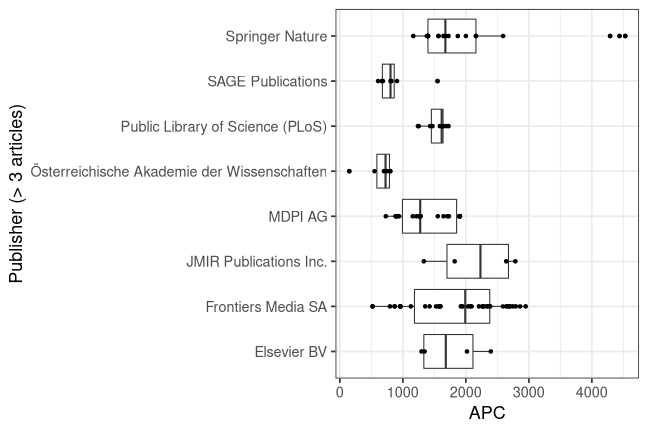 Publisher (> 3 articles)
Springer Nature
SAGE Publications
Public Library of Science (PLoS)
Österreichische Akademie der Wissenschaften
MDPI AG
JMIR Publications Inc.
Frontiers Media SA
Elsevier BV
0 1000 2000 3000 4000
APC